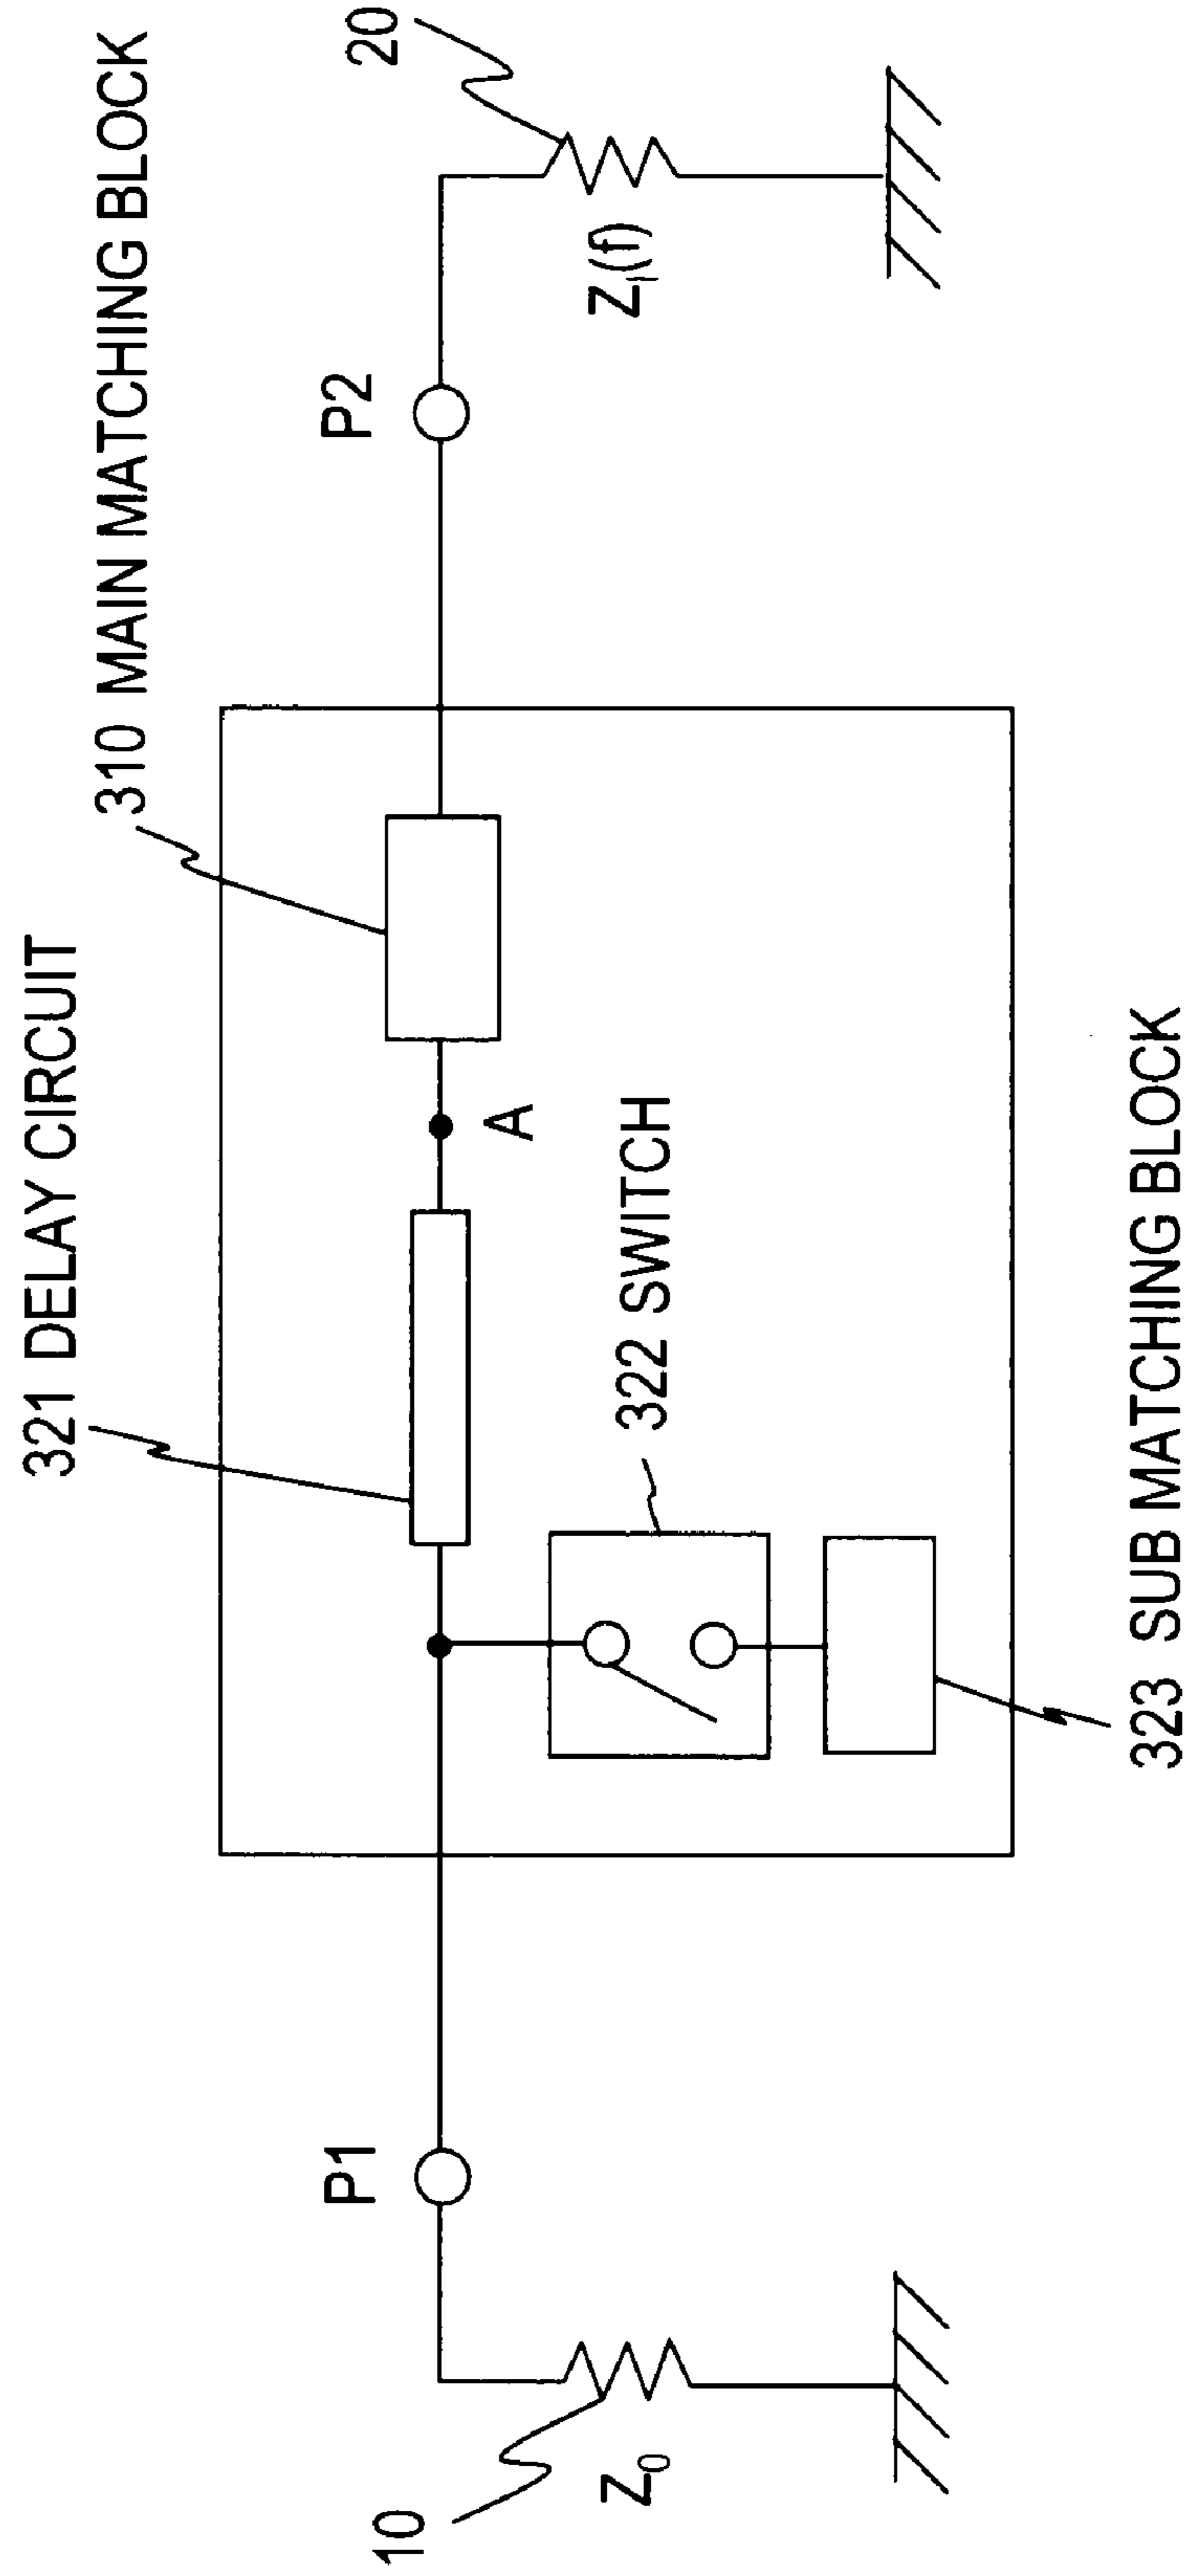 321 DELAY CIRCUIT
310 MAIN MATCHING BLOCK
P1
P2
A
10
Z0
322 SWITCH
20
Zl(f)
323 SUB MATCHING BLOCK